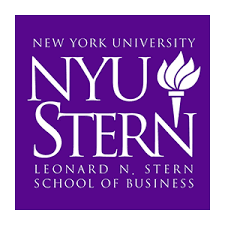 NEW YORK UNIVERSITY
NYU
STERN
LEONARD N. STERN
SCHOOL OF BUSINESS